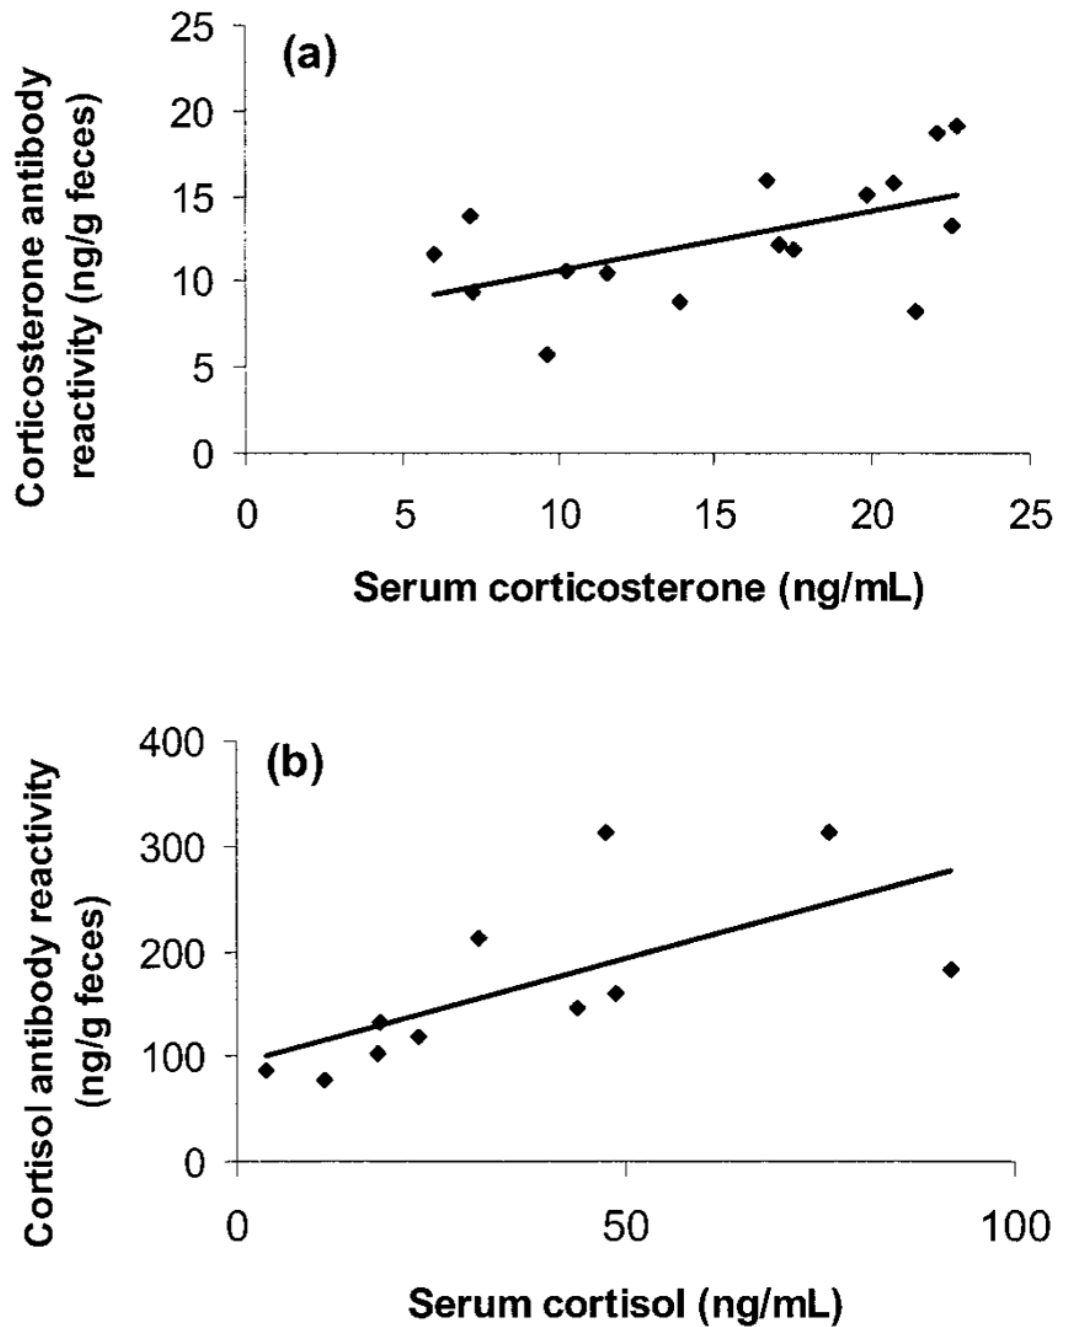 (a)
Corticosterone antibody
reactivity (ng/g feces)
25
20
15
10
5
0
0 5 10 15 20 25
Serum corticosterone (ng/mL)
(b)
Cortisol antibody reactivity
(ng/g feces)
400
300
200
100
0
0 50 100
Serum cortisol (ng/mL)